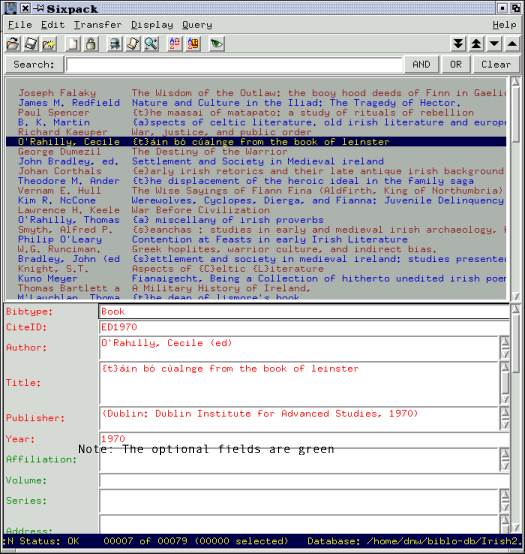 Sixpack
File Edit Transfer Display Query Help
Search: AND OR Clear
Joseph Falaky The Wisdom of the Outlaw: the booy hood deeds of Finn in Gaeli
James M. Redfield Nature and Culture in the Iliad: The Tragedy of Hector.
Paul Spencer {t}he maasai of matapato: a study of rituals of rebellion
B. K. Martin {a}spects of celtic literature. old irish literature and europe
Richard Kaeuper War, justice, and public order
O'Rahilly, Cecile {t}áin bó cúalnge from the book of leinster
George Dumezil The Destiny of the Warrior
John Bradley, ed. Settlement and Society in Medieval ireland
Johan Corthals {e}arly irish retorics and their late antique irish background
Theodore M. Ander {t}he displacement of the heroic deal in the family saga
Vernam E. Hull The Wise Sayings of Flann Fína (Aldfirth, King of Northumbria)
Kim R. NcCone Werewolves, Cyclopes, Díberga, and Fíanna: Juvenile Delinquency
Lawrence H. Keele War Before Civilization
O'Rahilly, Thomas {a} miscellany of irish proverbs
Smyth, Alfred P. {s}eanchas : studies in early and medieval irish archaeology, h
Philip O'Leary Contention at Feasts in early Irish Literature
W.G. Runciman. Greek hoplites, warrior culture, and indirect bias.
Bradley, John (ed {s}ettlement and society in medieval ireland: studies presente
Knight, S.T. Aspects of {C}eltic {L}iterature
Kuno Meyer Fianaigecht, Being a Collection of hitherto unedited irish poem
Thomas Bartlett a A Military History of Ireland,
M'Lauchlan, Thoma {t}he dean of lismore's book
Bibtype: Book
CiteID: ED1970
Author: O'Rahilly, Cecile (ed)
Title: {t}áin bó cúalnge from the book of leinster
Publisher: (Dublin: Dublin Institute for Advanced Studies, 1970)
Year: 1970
Note: The optional fields are green
Affiliation:
Volume:
Series:
Address:
:N Status: OK 00007 of 00079 (00000 selected) Database: /home/dnw/biblo-db/Irish2.